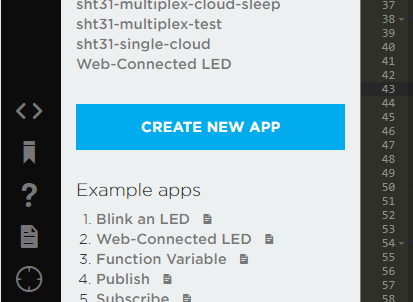 sht31-multiplex-cloud-sleep
sht31-multiplex-test
sht31-single-cloud
Web-Connected LED
CREATE NEW APP
Example apps
1. Blink an LED
2. Web-Connected LED
3. Function Variable
4. Publish
5. Subscribe
37
38
39
40
41
42
43
44
45
46
47
48
49
50
51
52
53
54
55
56
57
58